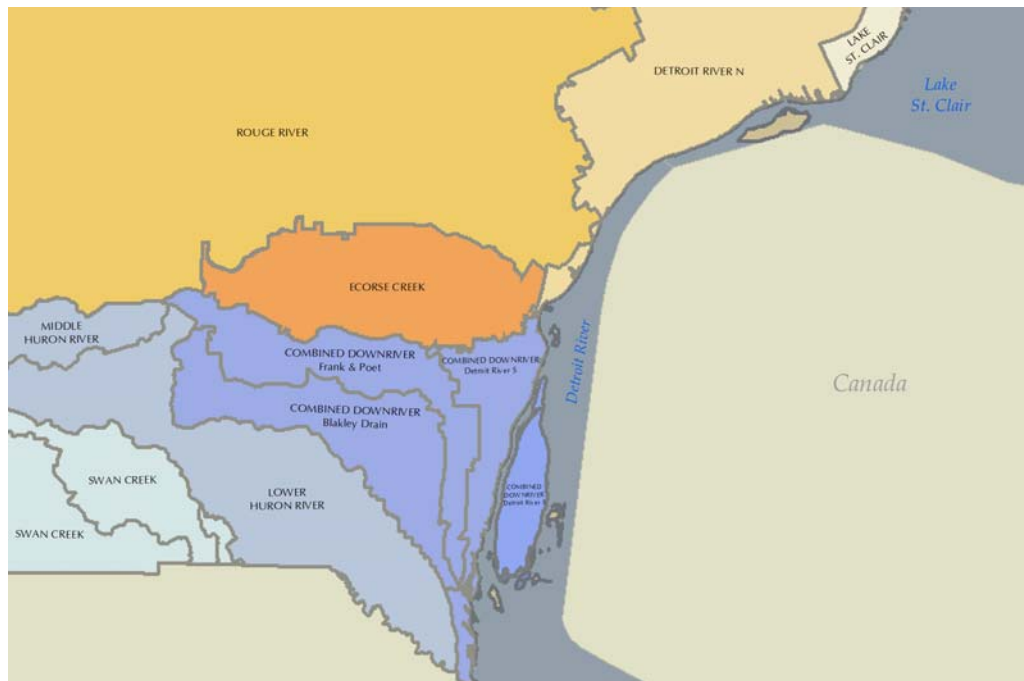 LAKE
ST. CLAIR
DETROIT RIVER N
Lake
St. Clair
ROUGE RIVER
ECORSE CREEK
MIDDLE
HURON RIVER
COMBINED DOWNRIVER
Frank & Poet
COMBINED DOWNRIVER
Detroit River S
Detroit River
Canada
COMBINED DOWNRIVER
Blakley Drain
SWAN CREEK
LOWER
HURON RIVER
COMBINED
DOWNRIVER
Detroit River S
SWAN CREEK